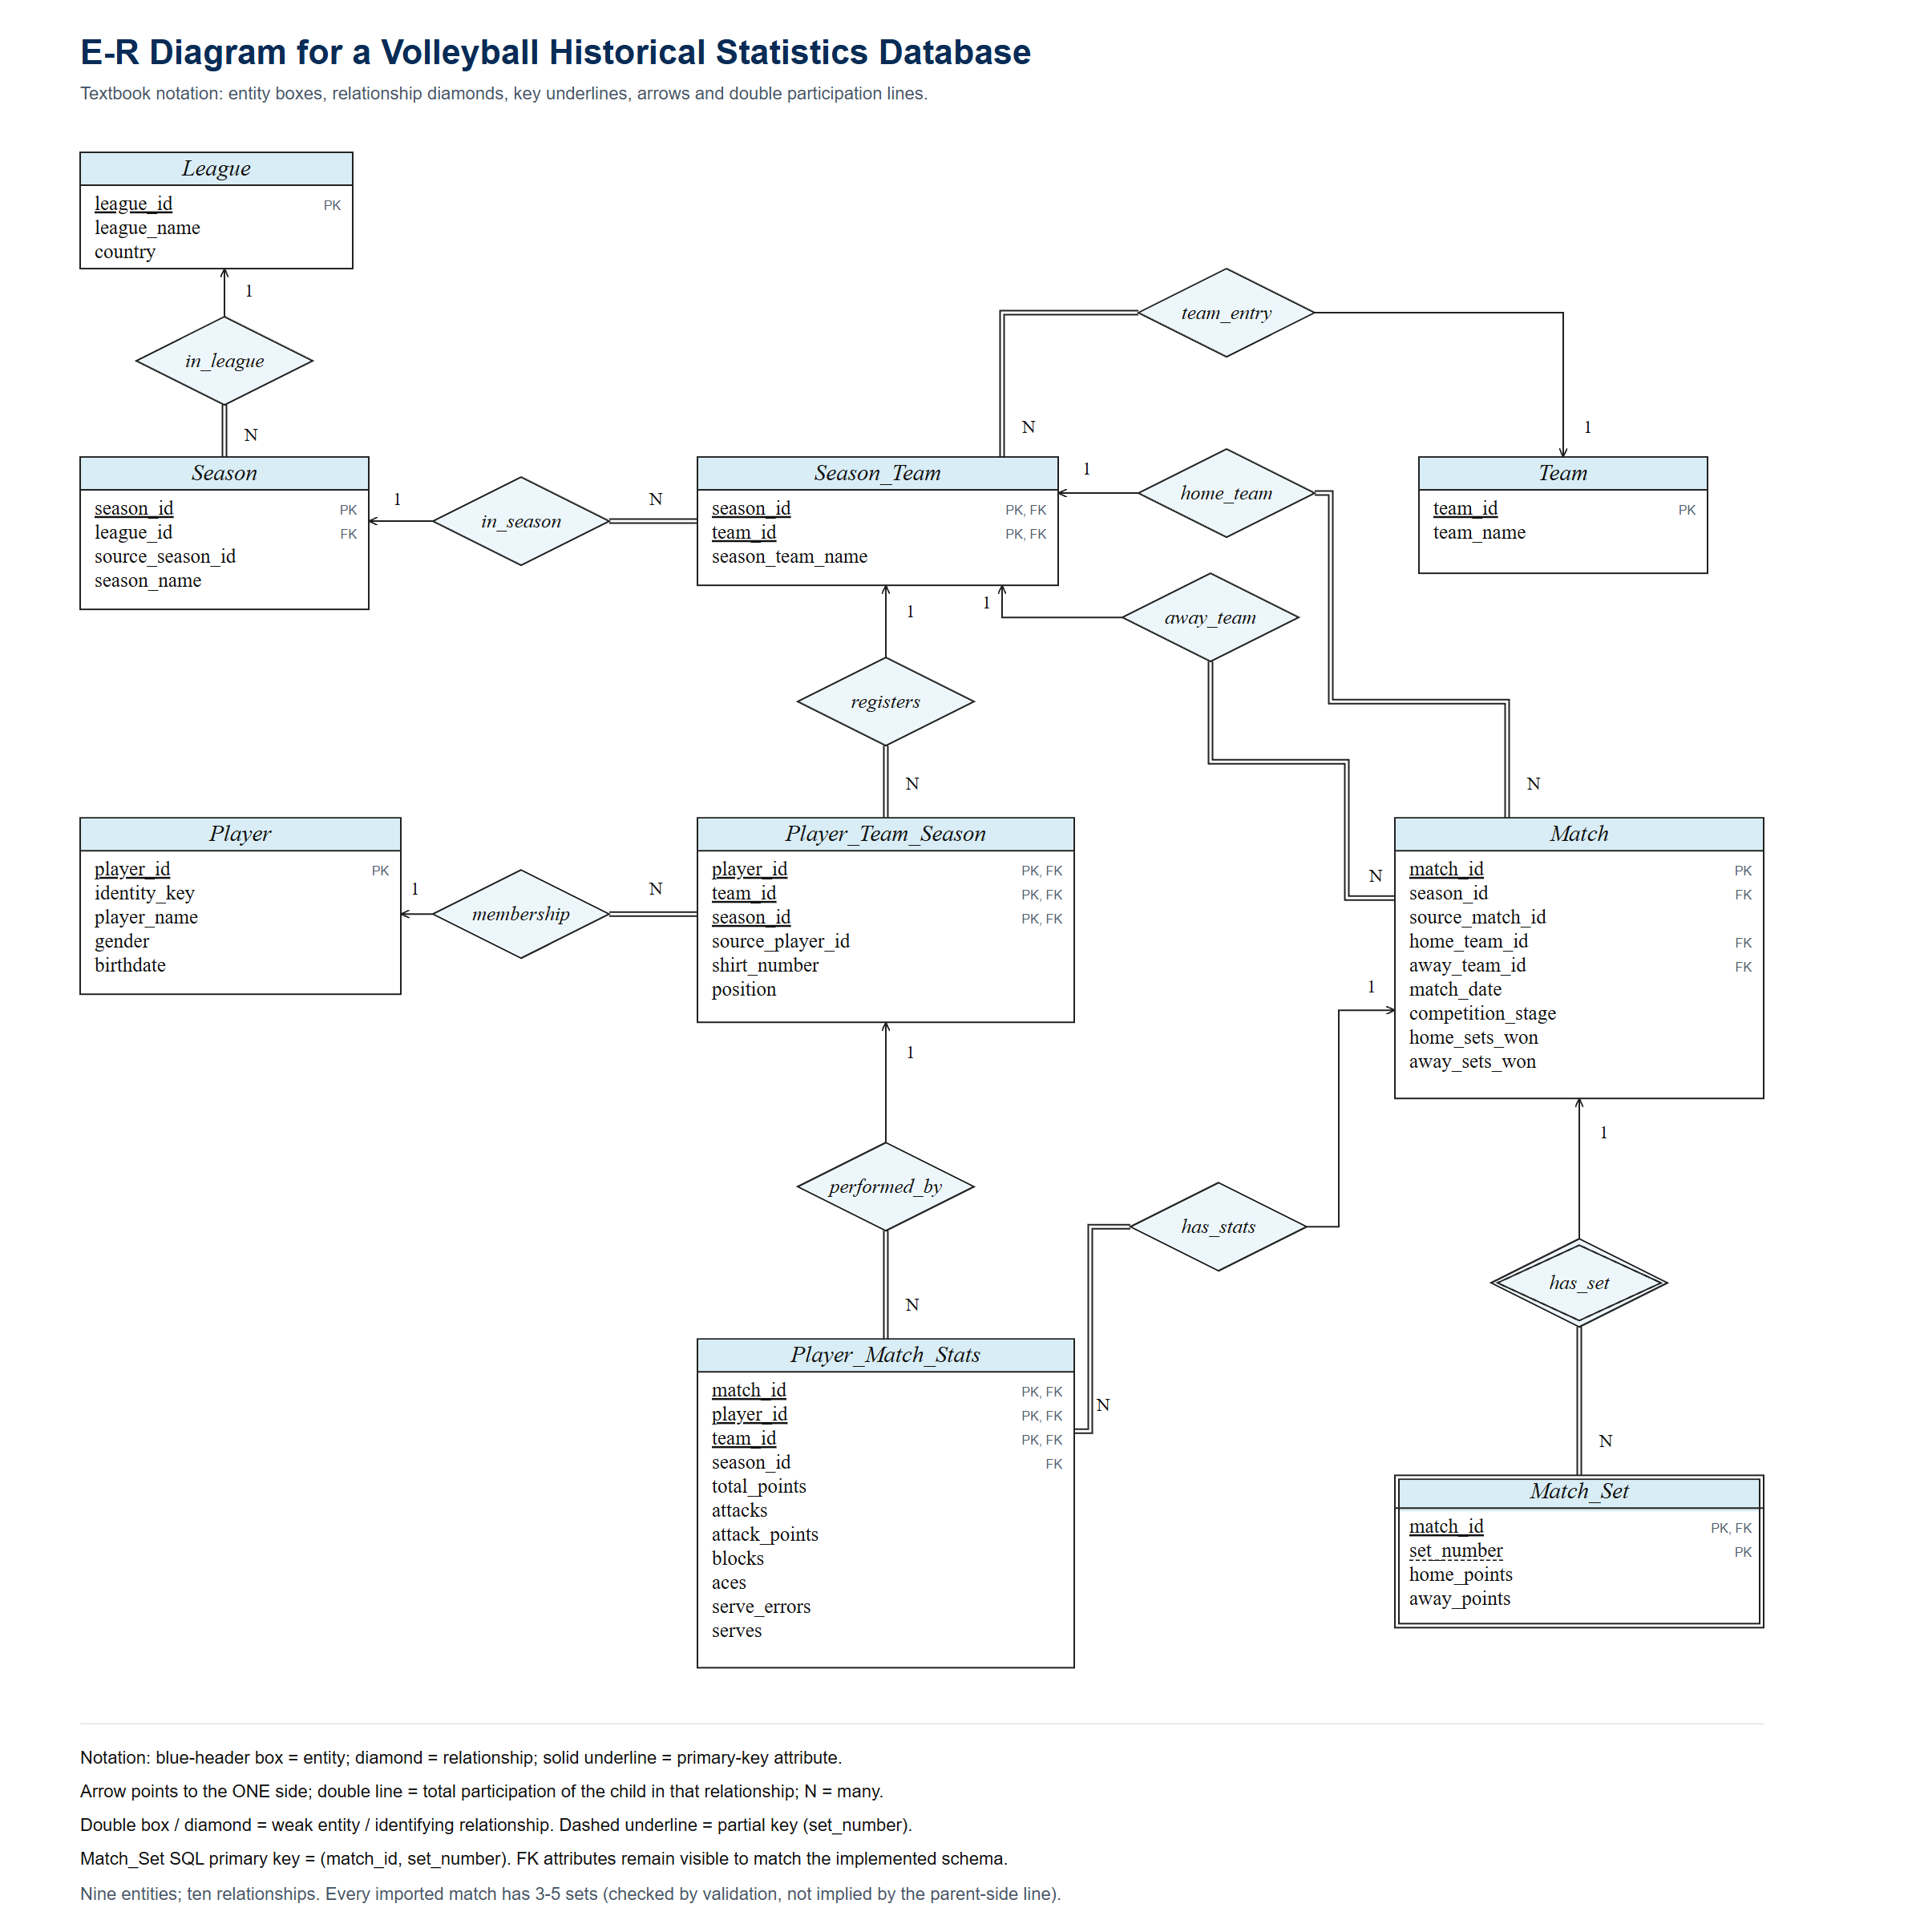 E-R Diagram for a Volleyball Historical Statistics Database
Textbook notation: entity boxes, relationship diamonds, key underlines, arrows and double participation lines.
League
league_id PK
league_name
country
1
in_league
N
team_entry
N
1
Season
season_id PK
league_id FK
source_season_id
season_name
1
in_season
N
Season_Team
season_id PK, FK
team_id PK, FK
season_team_name
1
home_team
Team
team_id PK
team_name
1
1
away_team
registers
N
N
Player
player_id PK
identity_key
player_name
gender
birthdate
1
membership
N
Player_Team_Season
player_id PK, FK
team_id PK, FK
season_id PK, FK
source_player_id
shirt_number
position
N
Match
match_id PK
season_id FK
source_match_id
home_team_id FK
away_team_id FK
match_date
competition_stage
home_sets_won
away_sets_won
1
1
1
performed_by
has_stats
has_set
N
N
N
Player_Match_Stats
match_id PK, FK
player_id PK, FK
team_id PK, FK
season_id FK
total_points
attacks
attack_points
blocks
aces
serve_errors
serves
Match_Set
match_id PK, FK
set_number PK
home_points
away_points
Notation: blue-header box = entity; diamond = relationship; solid underline = primary-key attribute.
Arrow points to the ONE side; double line = total participation of the child in that relationship; N = many.
Double box / diamond = weak entity / identifying relationship. Dashed underline = partial key (set_number).
Match_Set SQL primary key = (match_id, set_number). FK attributes remain visible to match the implemented schema.
Nine entities; ten relationships. Every imported match has 3-5 sets (checked by validation, not implied by the parent-side line).